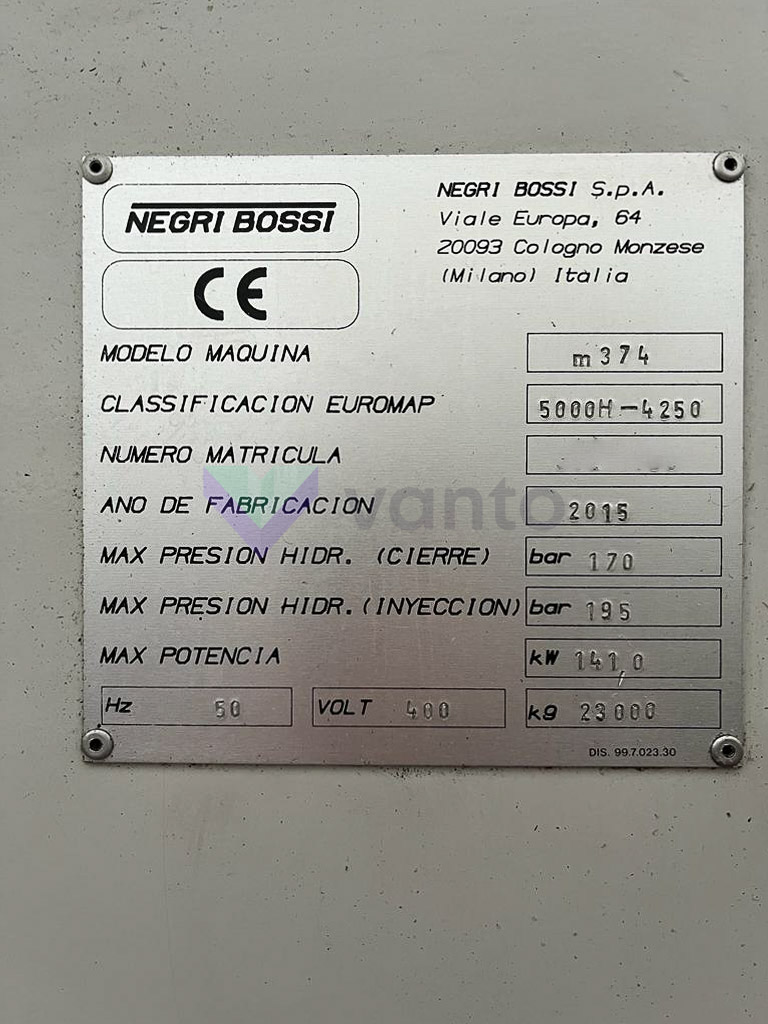 NEGRI BOSSI
CE
NEGRI BOSSI S.p.A.
Viale Europa, 64
20093 Cologno Monzese
(Milano) Italia
MODELO MAQUINA m374
CLASSIFICACION EUROMAP 5000H-4250
NUMERO MATRICULA
ANO DE FABRICACION 2015
vanto
MAX PRESION HIDR. (CIERRE) bar 170
MAX PRESION HIDR. (INYECCION) bar 195
MAX POTENCIA kW 141,0
Hz 50 VOLT 400 kg 23000
DIS. 99.7.023.30